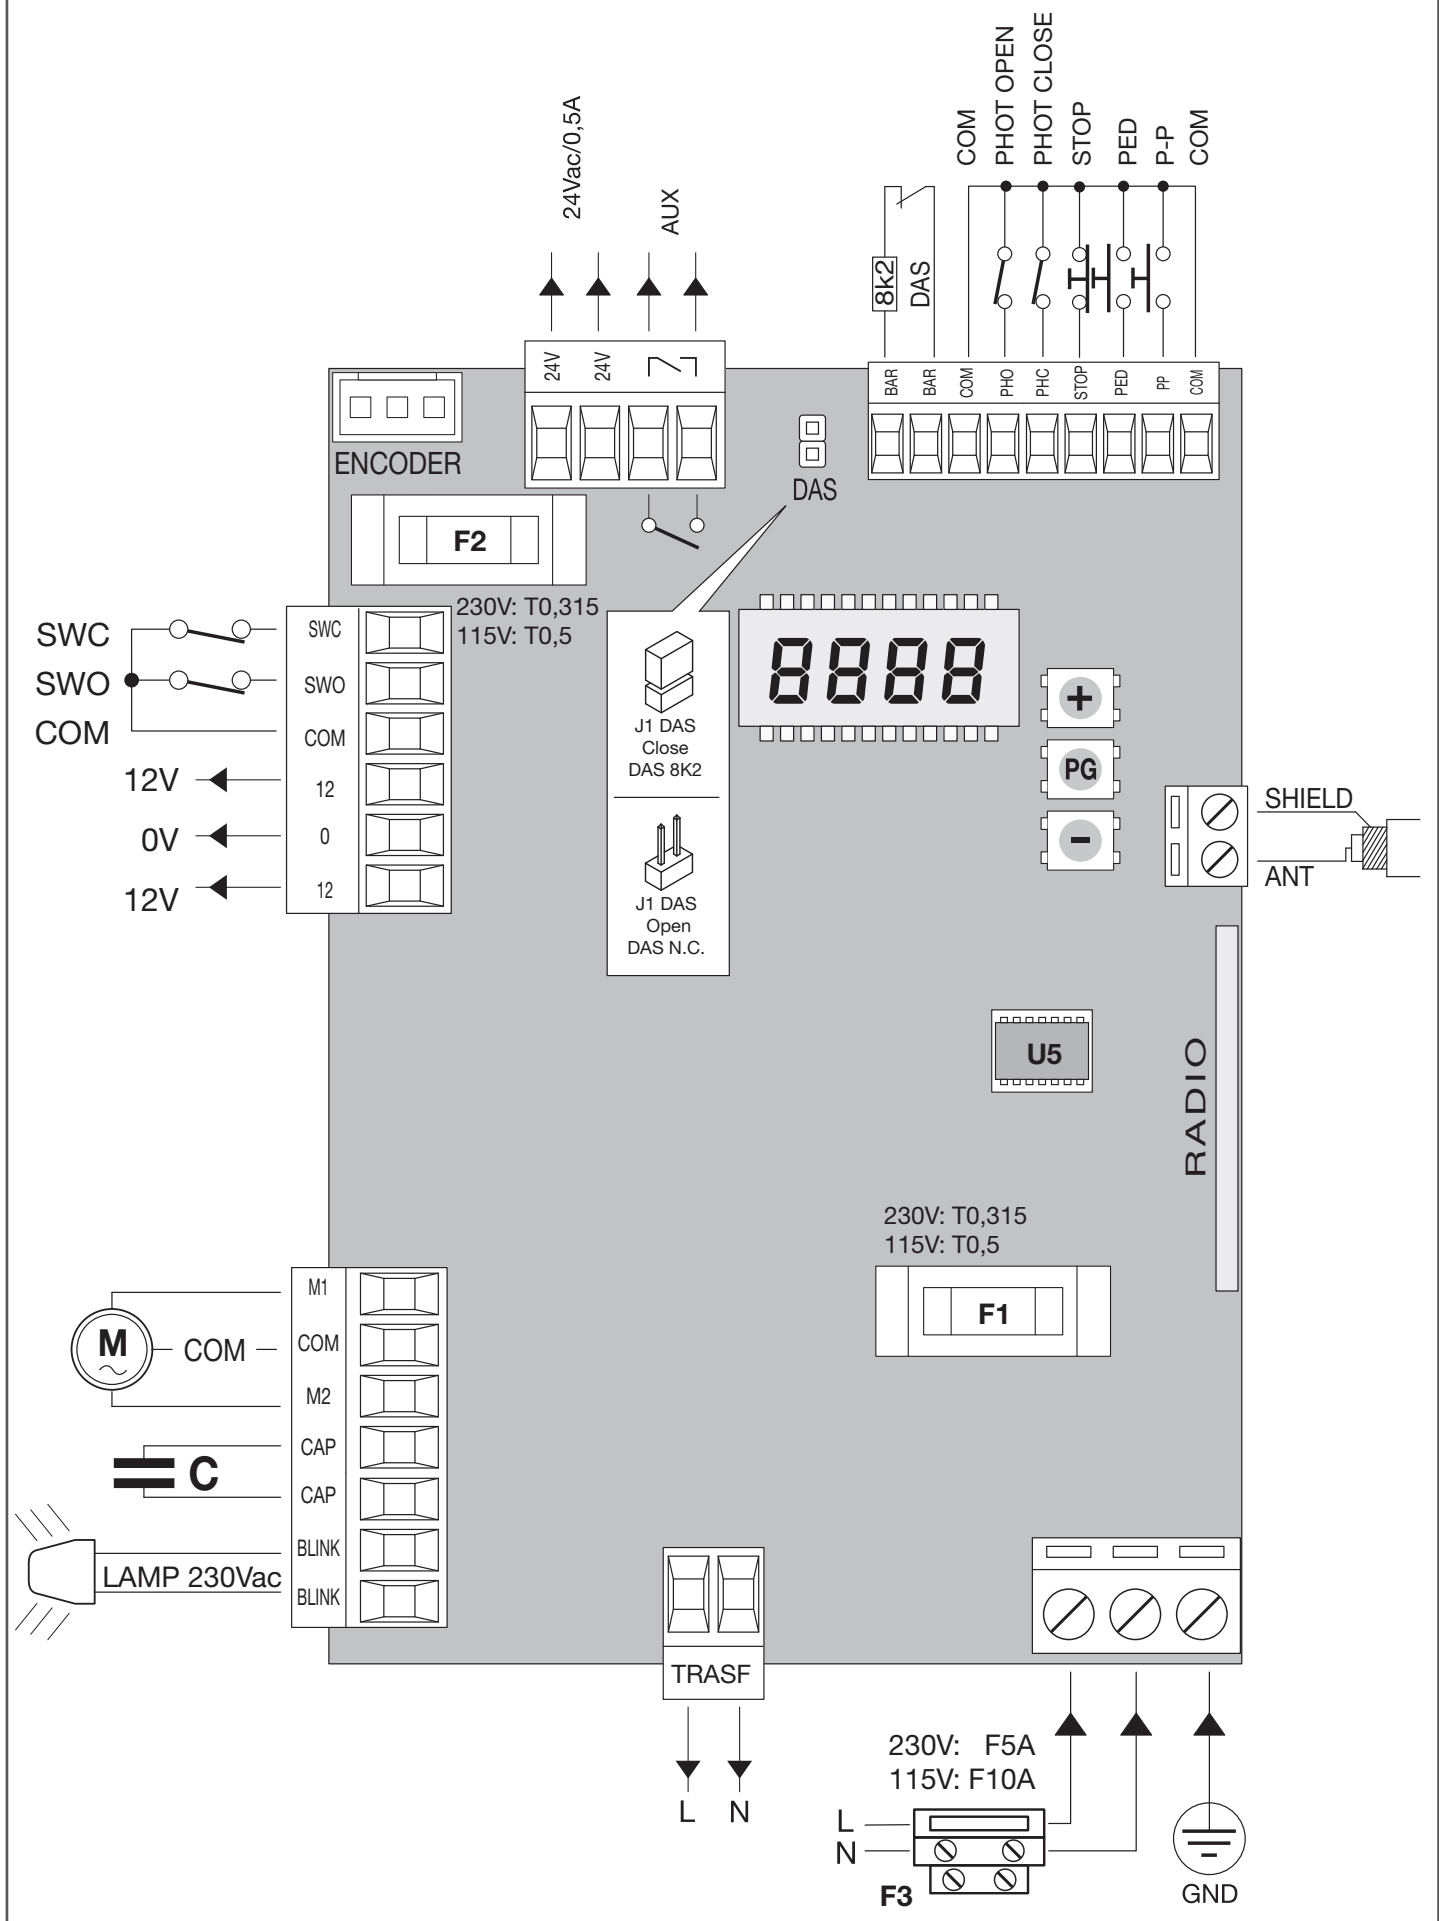 COM
PHOT OPEN
PHOT CLOSE
STOP
PED
P-P
COM
24Vac/0,5A
AUX
8k2
DAS
24V
24V
BAR
BAR
COM
PHO
PHC
STOP
PED
PP
COM
ENCODER
DAS
F2
230V: T0,315
115V: T0,5
SWC
SWO
COM
12V
0V
12V
SWC
SWO
COM
12
0
12
J1 DAS
Close
DAS 8K2
J1 DAS
Open
DAS N.C.
8888
+
PG
-
SHIELD
ANT
U5
RADIO
230V: T0,315
115V: T0,5
F1
M
COM
C
LAMP 230Vac
M1
COM
M2
CAP
CAP
BLINK
BLINK
TRASF
L N
230V: F5A
115V: F10A
L
N
F3
GND